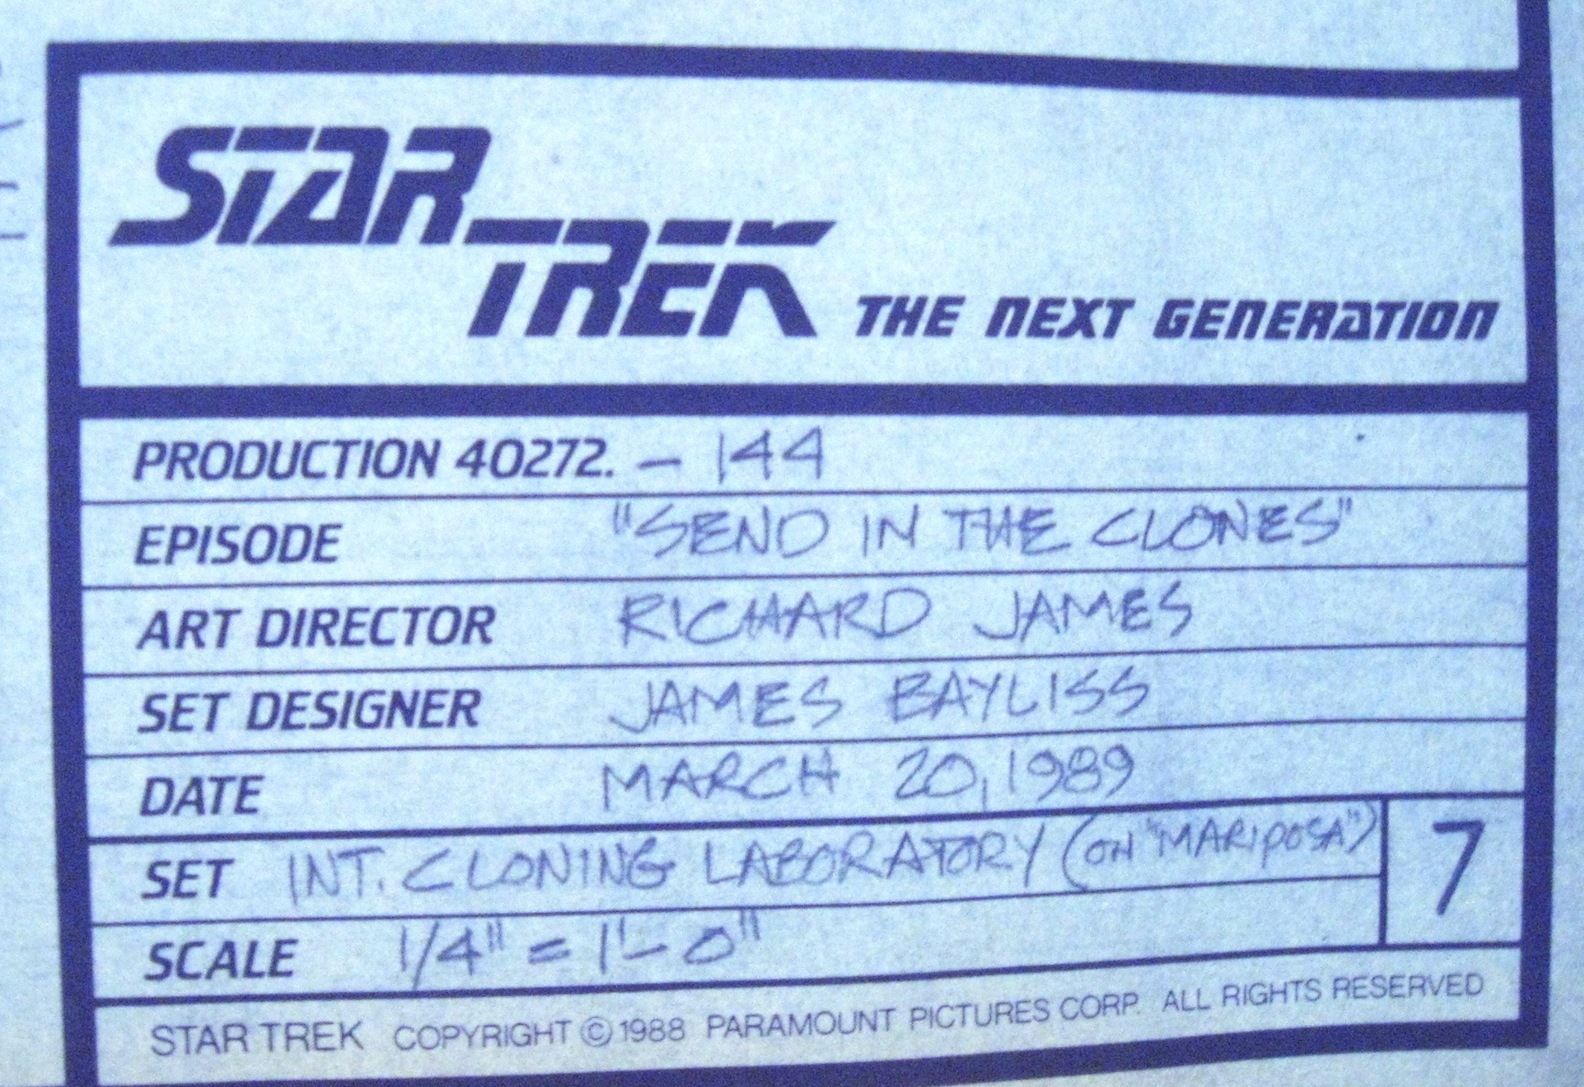 STAR
TREK THE NEXT GENERATION
PRODUCTION 40272. - 144
EPISODE "SEND IN THE CLONES"
ART DIRECTOR RICHARD JAMES
SET DESIGNER JAMES BAYLISS
DATE MARCH 20, 1989
SET INT. CLONING LABORATORY (ON "MARIPOSA")
7
SCALE 1/4" = 1'-0"
STAR TREK COPYRIGHT © 1988 PARAMOUNT PICTURES CORP. ALL RIGHTS RESERVED